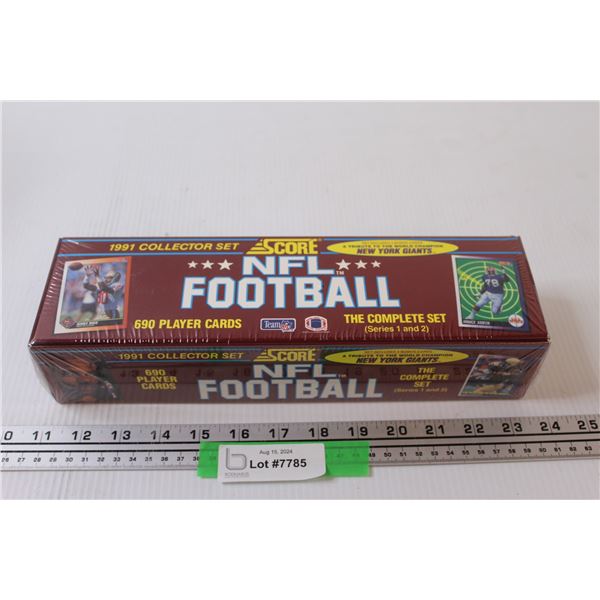 1991 COLLECTOR SET
SCORE
A TRIBUTE TO THE WORLD CHAMPION
NEW YORK GIANTS
NFL
FOOTBALL
78
690 PLAYER CARDS
Team NFL
THE COMPLETE SET
(Series 1 and 2)
1991 COLLECTOR SET
SCORE
A TRIBUTE TO THE WORLD CHAMPION
NEW YORK GIANTS
690
PLAYER
CARDS
NFL
FOOTBALL
THE
COMPLETE
SET
(Series 1 and 2)
0 11 12 13 14 15 16 17 18 19 20 21 22 23 24 25
Aug 15, 2024
Lot #7785